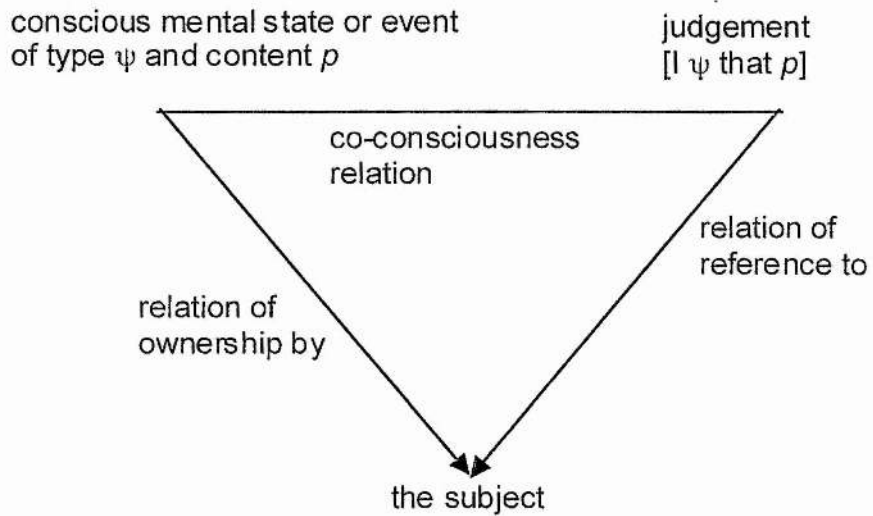 conscious mental state or event
of type ψ and content p
judgement
[I ψ that p]
co-consciousness
relation
relation of
reference to
relation of
ownership by
the subject